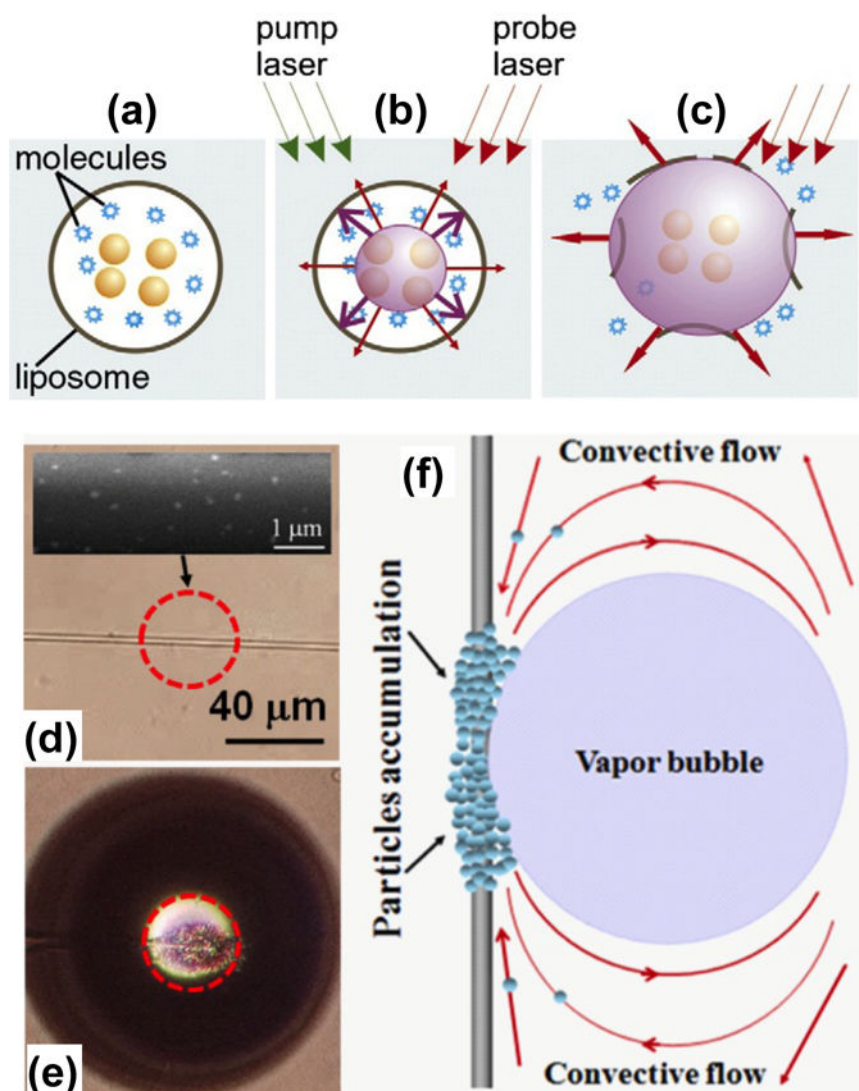 pump
laser
probe
laser
(a)
(b)
(c)
molecules
liposome
1 µm
40 µm
(d)
(e)
(f)
Convective flow
Particles accumulation
Vapor bubble
Convective flow